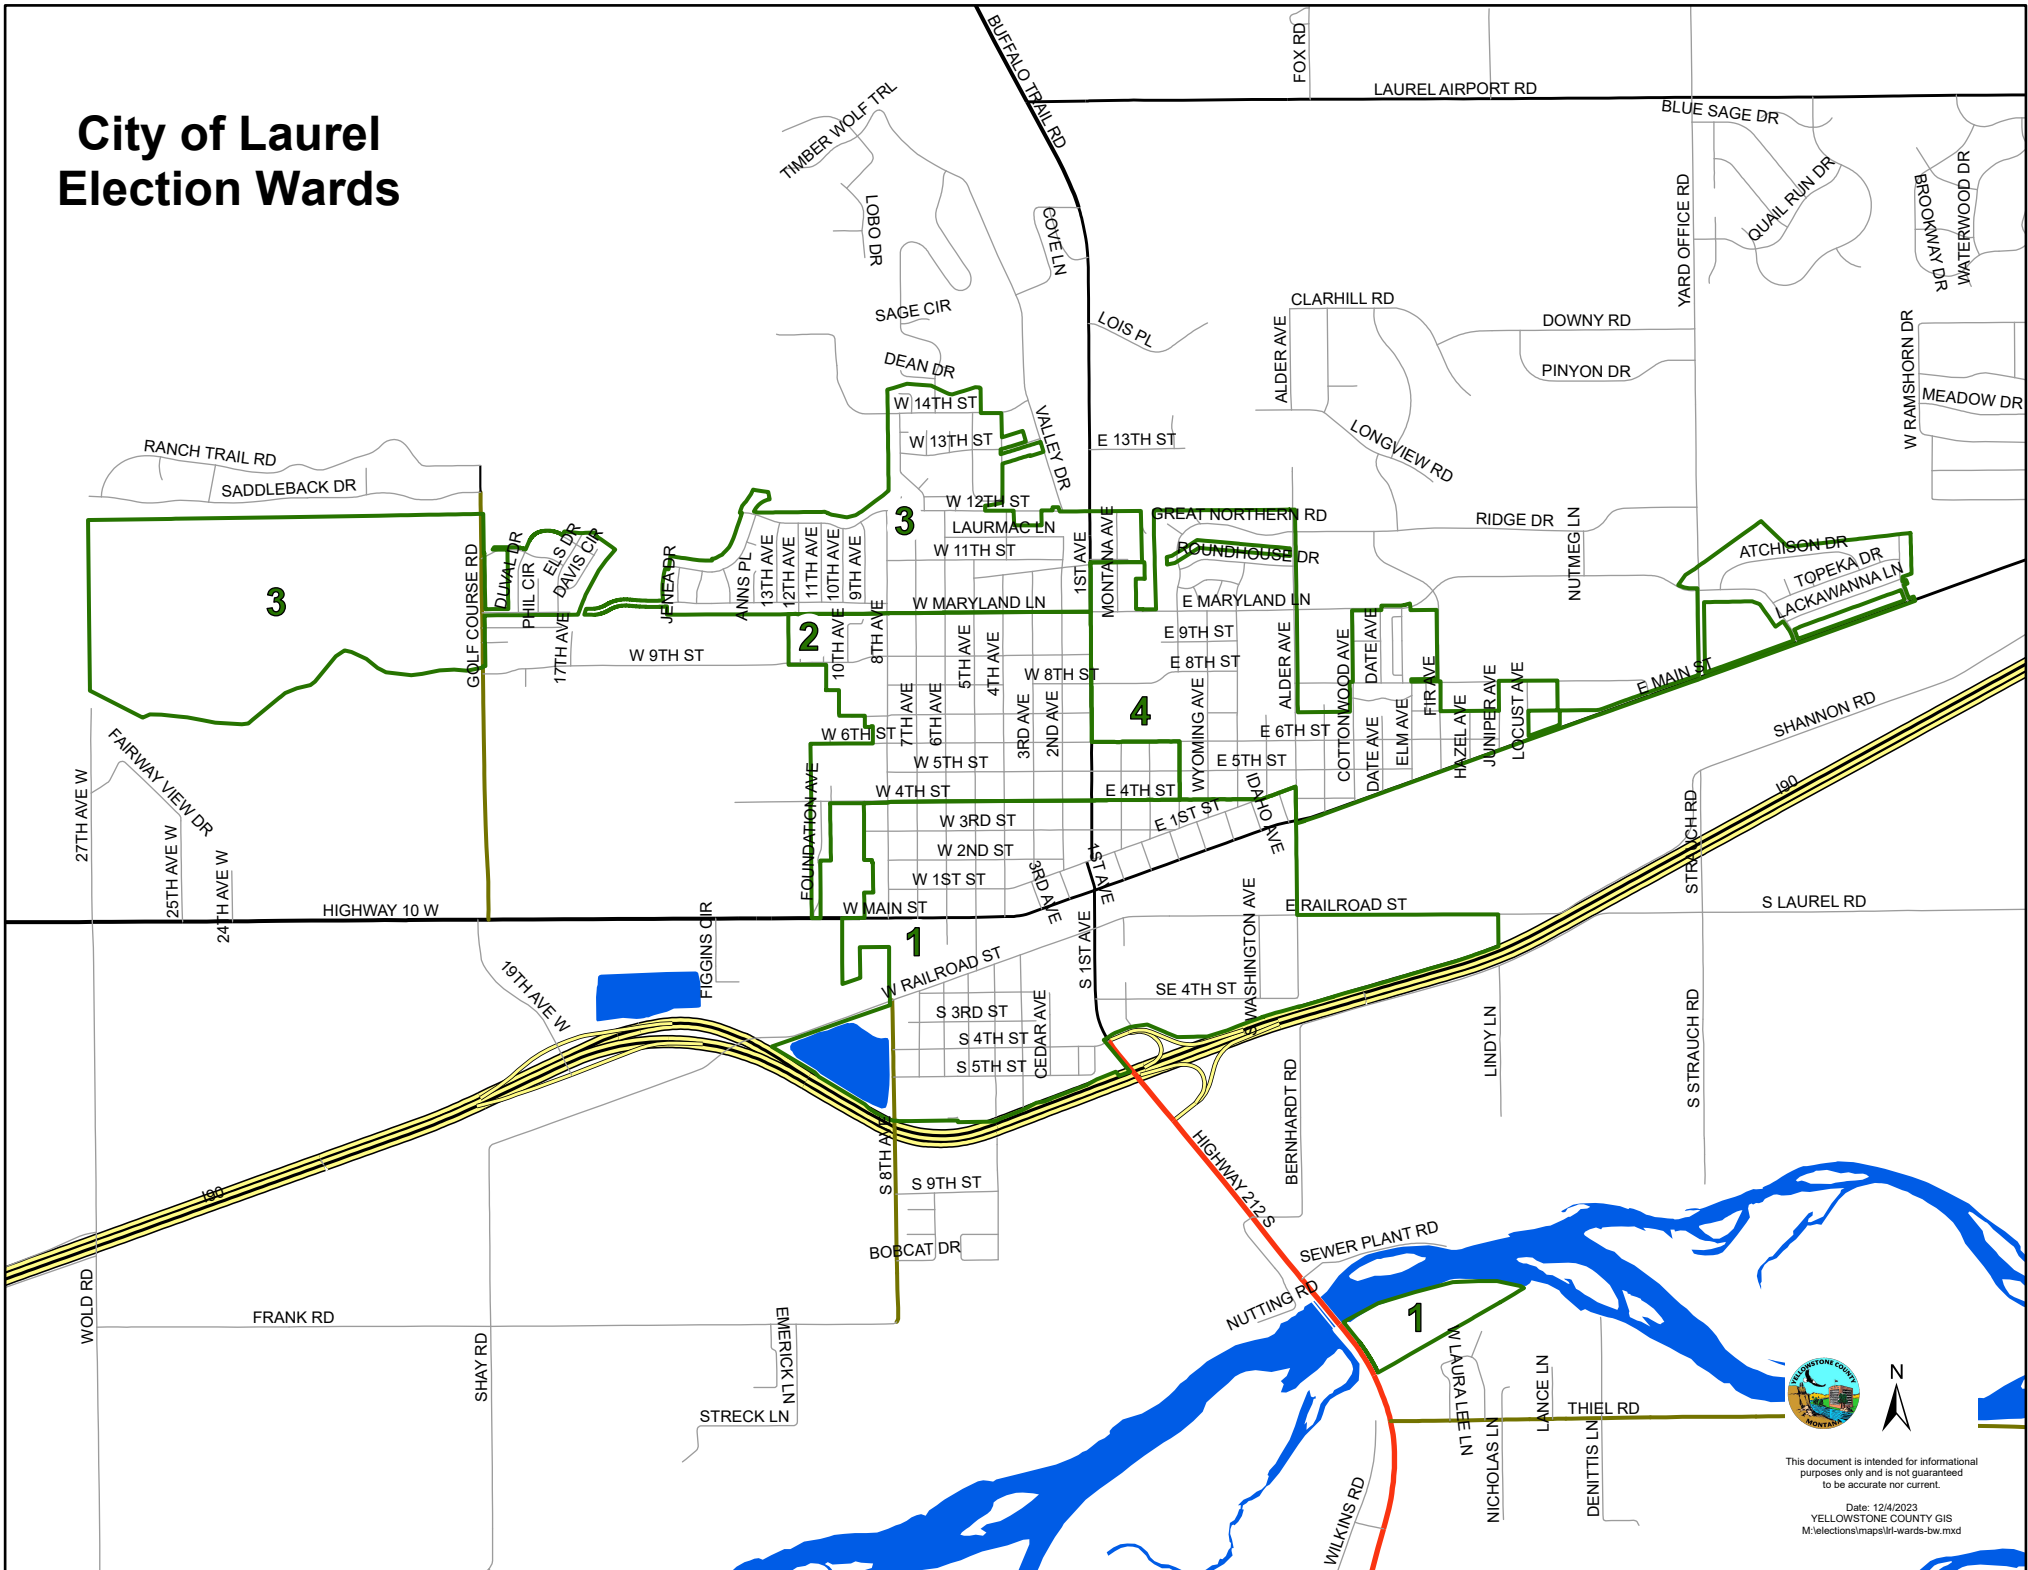 City of Laurel
Election Wards
BUFFALO TRAIL RD
FOX RD
LAUREL AIRPORT RD
BLUE SAGE DR
TIMBER WOLF TRL
LOBO DR
COVE LN
YARD OFFICE RD
QUAIL RUN DR
BROOKWAY DR
WATERWOOD DR
SAGE CIR
LOIS PL
CLARHILL RD
ALDER AVE
DOWNY RD
PINYON DR
W RAMSHORN DR
MEADOW DR
DEAN DR
W 14TH ST
W 13TH ST
VALLEY DR
E 13TH ST
LONGVIEW RD
RANCH TRAIL RD
SADDLEBACK DR
W 12TH ST
3
LAURMAC LN
W 11TH ST
1ST AVE
MONTANA AVE
GREAT NORTHERN RD
ROUNDHOUSE DR
RIDGE DR
NUTMEG LN
ATCHISON DR
TOPEKA DR
LACKAWANNA LN
GOLF COURSE RD
DUVAL DR
ELS DR
DAVIS CIR
PHIL CIR
17TH AVE
JENEA DR
ANNS PL
13TH AVE
12TH AVE
11TH AVE
10TH AVE
9TH AVE
3
W MARYLAND LN
E MARYLAND LN
2
10TH AVE
8TH AVE
W 9TH ST
5TH AVE
4TH AVE
E 9TH ST
E 8TH ST
W 8TH ST
ALDER AVE
COTTONWOOD AVE
DATE AVE
FIR AVE
E MAIN ST
7TH AVE
6TH AVE
3RD AVE
2ND AVE
4
WYOMING AVE
W 6TH ST
E 6TH ST
DATE AVE
ELM AVE
HAZEL AVE
JUNIPER AVE
LOCUST AVE
SHANNON RD
W 5TH ST
E 5TH ST
FAIRWAY VIEW DR
27TH AVE W
25TH AVE W
24TH AVE W
FOUNDATION AVE
W 4TH ST
E 4TH ST
IDAHO AVE
I90
W 3RD ST
E 1ST ST
W 2ND ST
W 1ST ST
3RD AVE
1ST AVE
STRAUCH RD
HIGHWAY 10 W
W MAIN ST
E RAILROAD ST
S LAUREL RD
FIGGINS CIR
1
S 1ST AVE
S WASHINGTON AVE
19TH AVE W
W RAILROAD ST
SE 4TH ST
S 3RD ST
S 4TH ST
S 5TH ST
CEDAR AVE
LINDY LN
S STRAUCH RD
S 8TH AVE
BERNHARDT RD
HIGHWAY 212 S
I90
S 9TH ST
BOBCAT DR
SEWER PLANT RD
NUTTING RD
WOLD RD
FRANK RD
SHAY RD
EMERICK LN
STRECK LN
1
W LAURA LEE LN
LANCE LN
THIEL RD
NICHOLAS LN
DENITTIS LN
WILKINS RD
YELLOWSTONE COUNTY
MONTANA
N
This document is intended for informational
purposes only and is not guaranteed
to be accurate nor current.
Date: 12/4/2023
YELLOWSTONE COUNTY GIS
M:\elections\maps\lrl-wards-bw.mxd